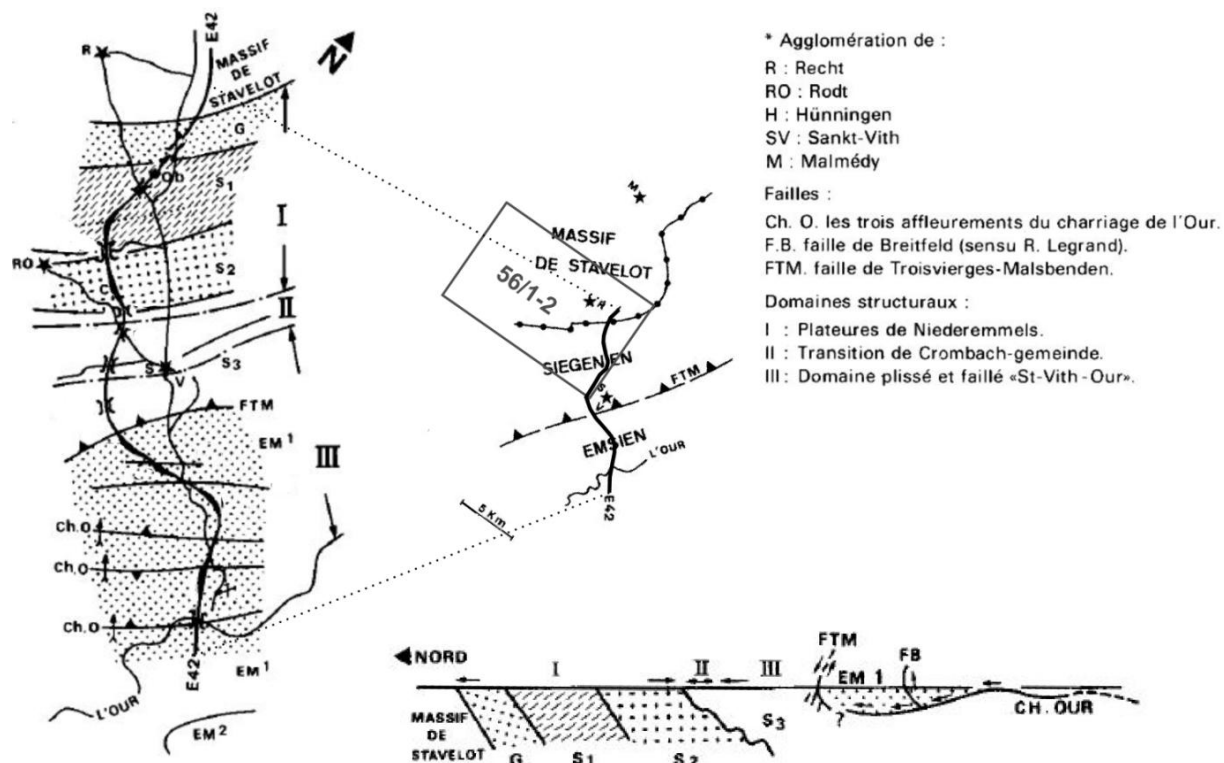 R
E42
MASSIF
DE
STAVELOT
N
G
S1
I
RO
S2
C
II
S3
S
V
FTM
EM1
III
Ch.O
Ch.O
Ch.O
E42
EM1
L'OUR
EM2
M
MASSIF
DE STAVELOT
56/1-2
R
SIEGENIEN
S
V
FTM
EMSIEN
L'OUR
E42
5 Km
* Agglomération de :
R : Recht
RO : Rodt
H : Hünningen
SV : Sankt-Vith
M : Malmédy
Failles :
Ch. O. les trois affleurements du charriage de l'Our.
F.B. faille de Breitfeld (sensu R. Legrand).
FTM. faille de Troisvierges-Malsbenden.
Domaines structuraux :
I : Plateures de Niederemmels.
II : Transition de Crombach-gemeinde.
III : Domaine plissé et faillé «St-Vith-Our».
NORD
I
II
III
FTM
EM 1
FB
MASSIF
DE
STAVELOT
G
S1
S2
S3
?
CH. OUR